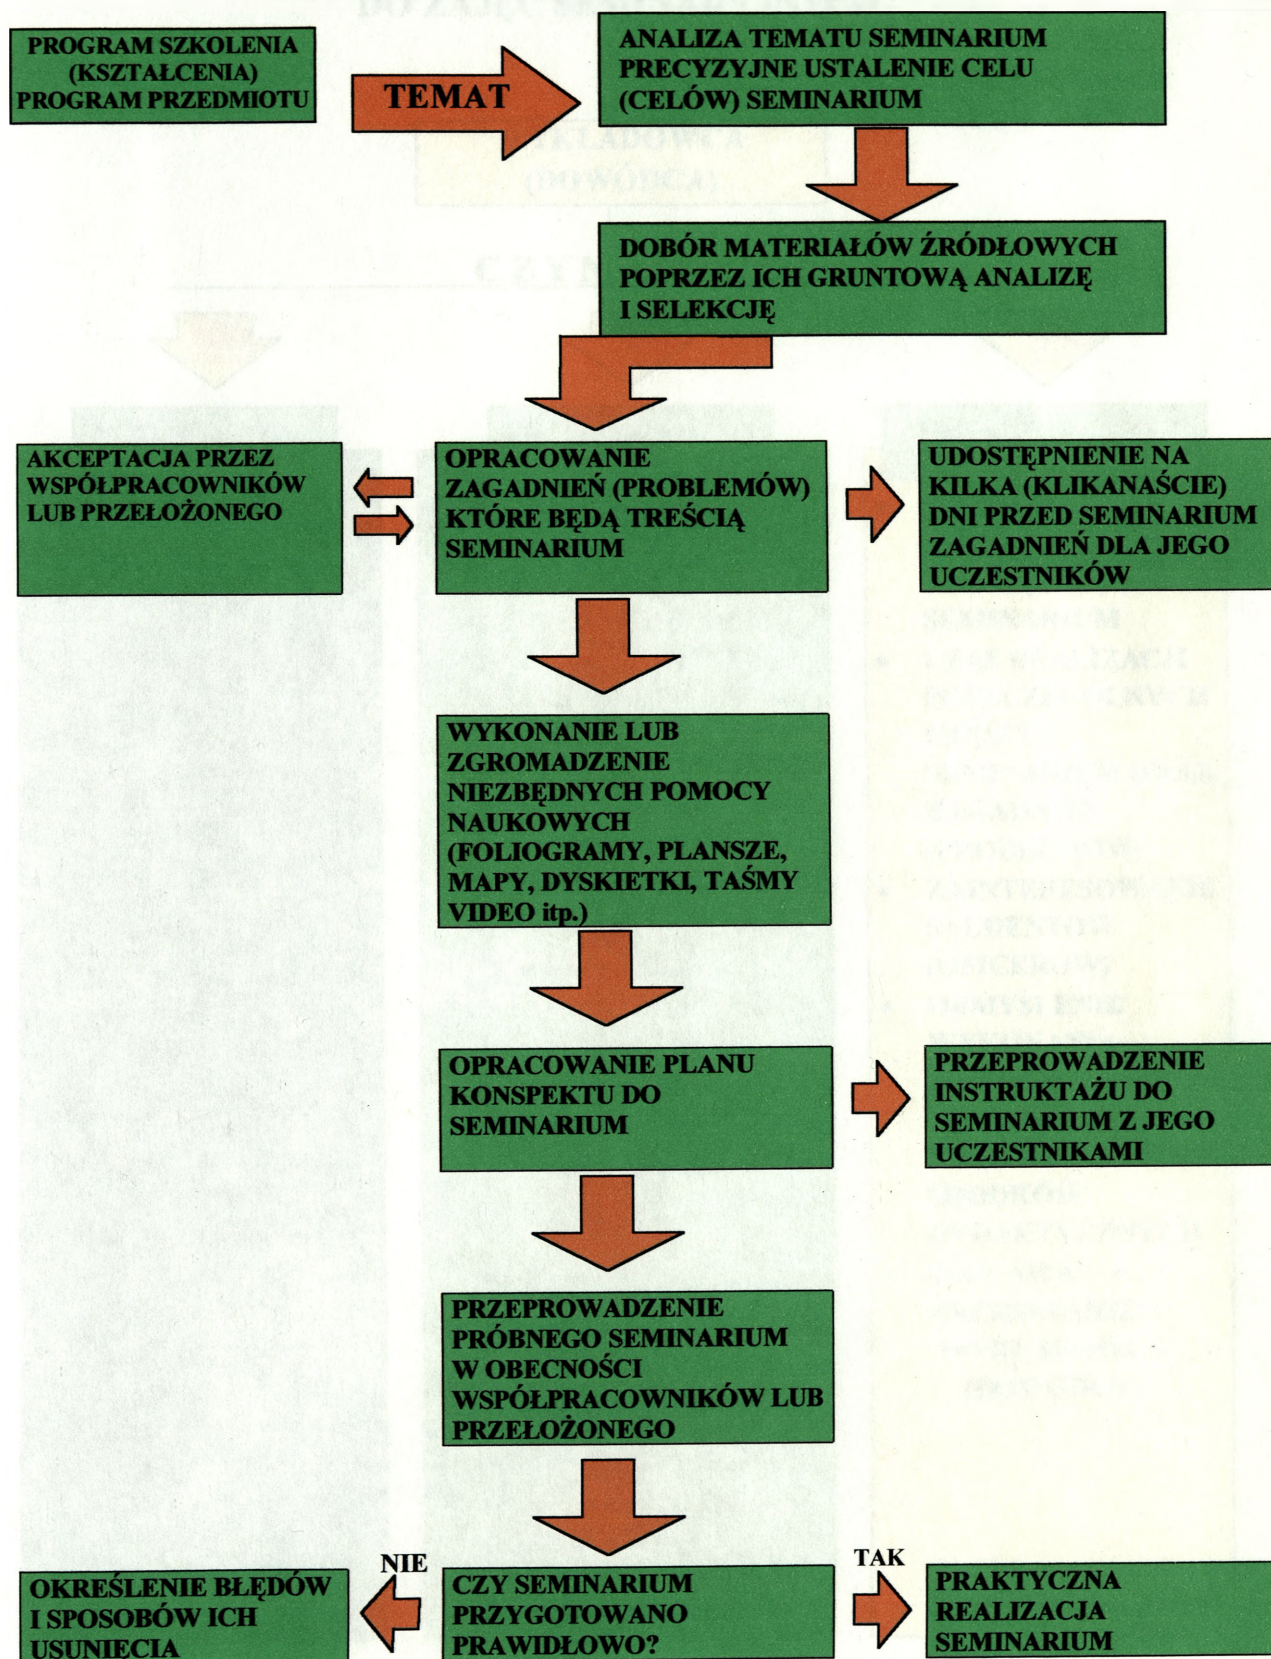 PROGRAM SZKOLENIA
(KSZTAŁCENIA)
PROGRAM PRZEDMIOTU
TEMAT
ANALIZA TEMATU SEMINARIUM
PRECYZYJNE USTALENIE CELU
(CELÓW) SEMINARIUM
DOBÓR MATERIAŁÓW ŹRÓDŁOWYCH
POPRZEZ ICH GRUNTOWĄ ANALIZĘ
I SELEKCJĘ
AKCEPTACJA PRZEZ
WSPÓŁPRACOWNIKÓW
LUB PRZEŁOŻONEGO
OPRACOWANIE
ZAGADNIEŃ (PROBLEMÓW)
KTÓRE BĘDĄ TREŚCIĄ
SEMINARIUM
UDOSTĘPNIENIE NA
KILKA (KLIKANAŚCIE)
DNI PRZED SEMINARIUM
ZAGADNIEŃ DLA JEGO
UCZESTNIKÓW
WYKONANIE LUB
ZGROMADZENIE
NIEZBĘDNYCH POMOCY
NAUKOWYCH
(FOLIOGRAMY, PLANSZE,
MAPY, DYSKIETKI, TAŚMY
VIDEO itp.)
OPRACOWANIE PLANU
KONSPEKTU DO
SEMINARIUM
PRZEPROWADZENIE
INSTRUKTAŻU DO
SEMINARIUM Z JEGO
UCZESTNIKAMI
PRZEPROWADZENIE
PRÓBNEGO SEMINARIUM
W OBECNOŚCI
WSPÓŁPRACOWNIKÓW LUB
PRZEŁOŻONEGO
NIE
TAK
OKREŚLENIE BŁĘDÓW
I SPOSOBÓW ICH
USUNIĘCIA
CZY SEMINARIUM
PRZYGOTOWANO
PRAWIDŁOWO?
PRAKTYCZNA
REALIZACJA
SEMINARIUM